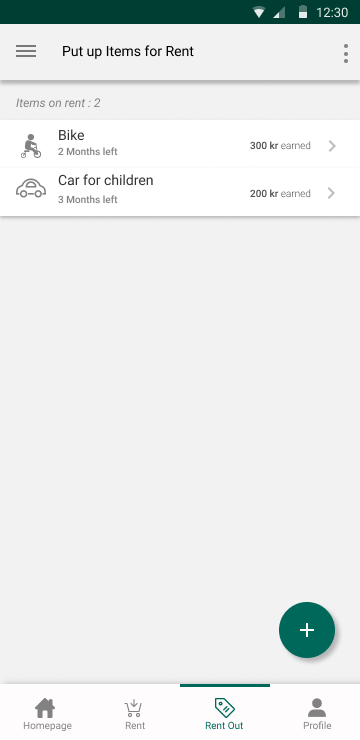 12:30
Put up Items for Rent
Items on rent : 2
Bike
2 Months left
300 kr earned
Car for children
3 Months left
200 kr earned
Homepage
Rent
Rent Out
Profile